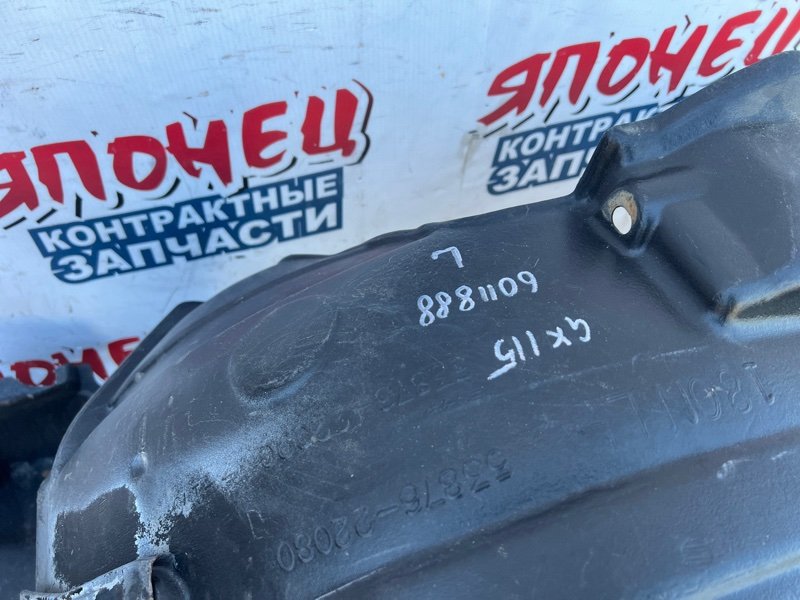 ЯПОНЕЦ
КОНТРАКТНЫЕ
ЗАПЧАСТИ
ЯПОНЕЦ
КОНТРАКТНЫЕ
ЗАПЧАСТИ
L
6011888
GX115
53876-22080